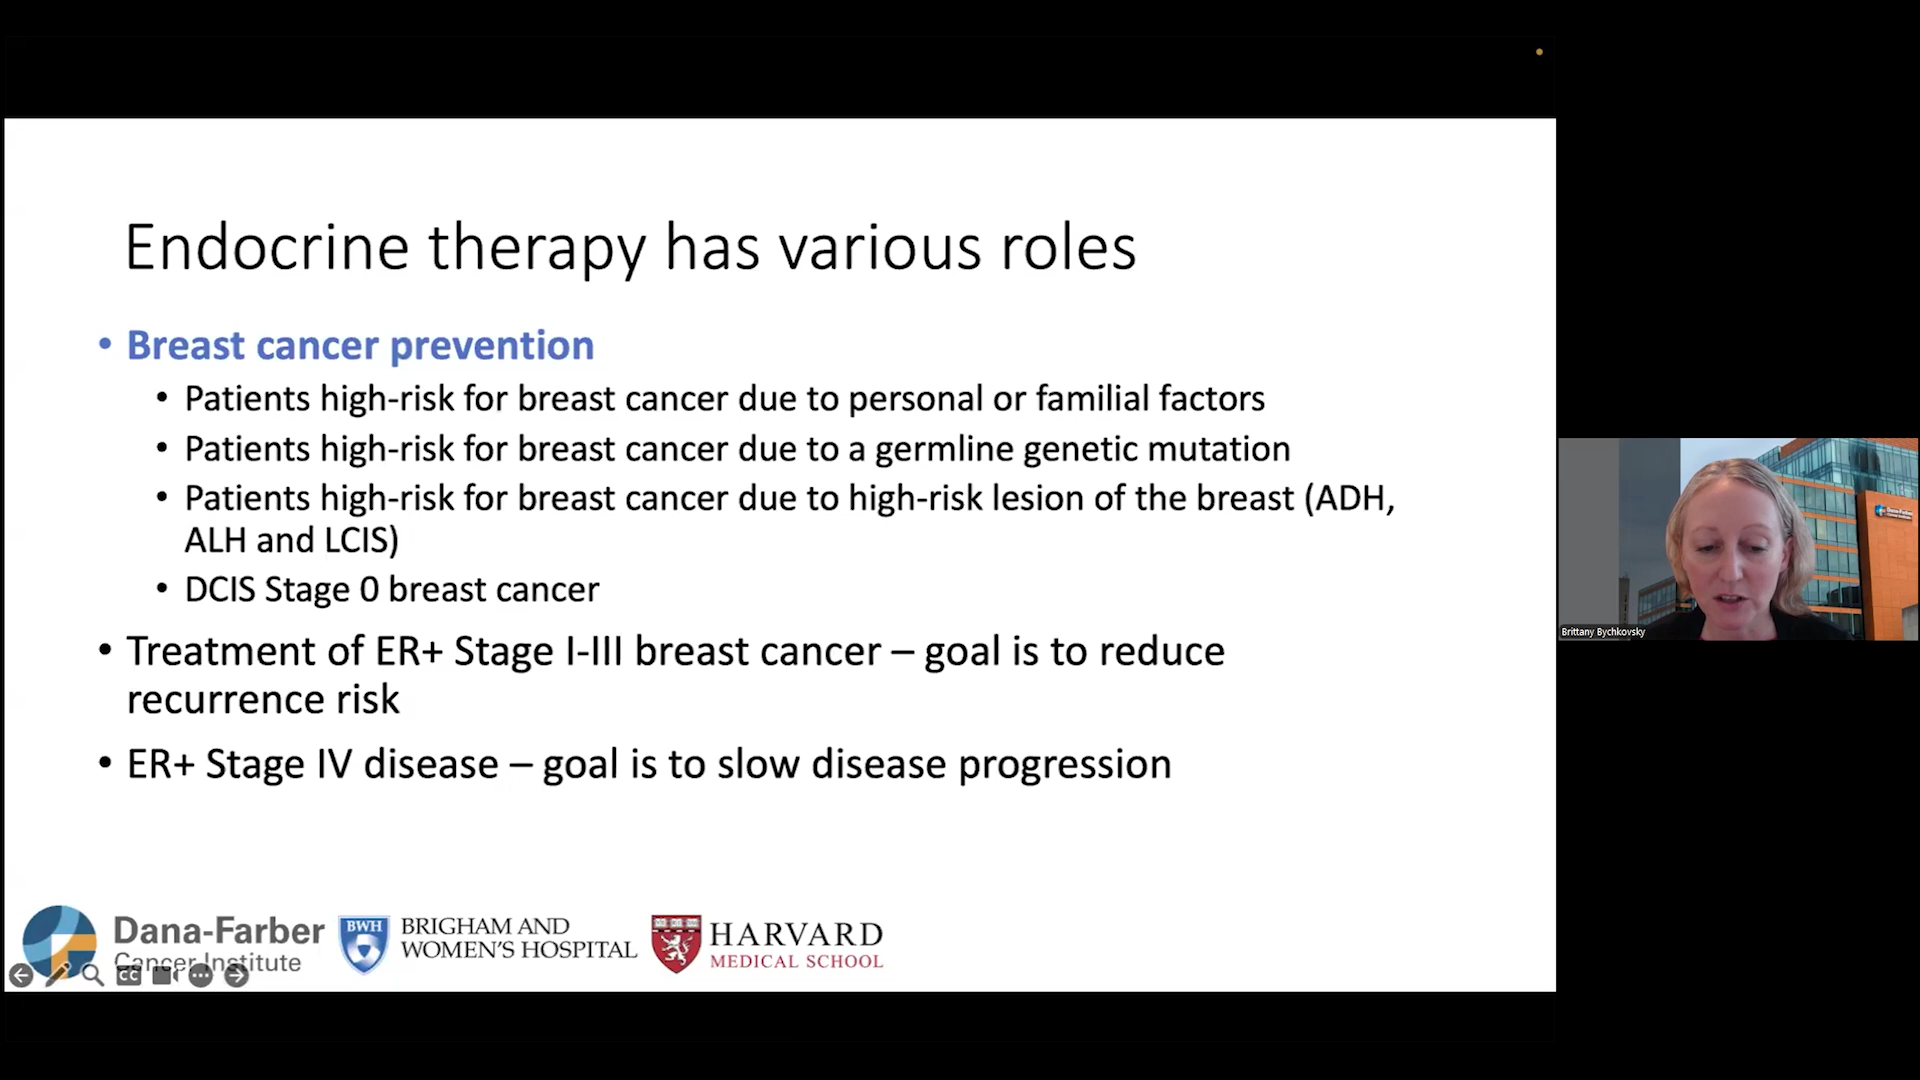 Endocrine therapy has various roles
• Breast cancer prevention
• Patients high-risk for breast cancer due to personal or familial factors
• Patients high-risk for breast cancer due to a germline genetic mutation
• Patients high-risk for breast cancer due to high-risk lesion of the breast (ADH,
ALH and LCIS)
• DCIS Stage 0 breast cancer
• Treatment of ER+ Stage I-III breast cancer – goal is to reduce
recurrence risk
• ER+ Stage IV disease – goal is to slow disease progression
Dana-Farber
Cancer Institute
BWH
BRIGHAM AND
WOMEN'S HOSPITAL
HARVARD
MEDICAL SCHOOL
CC
Dana-Farber
Brittany Bychkovsky